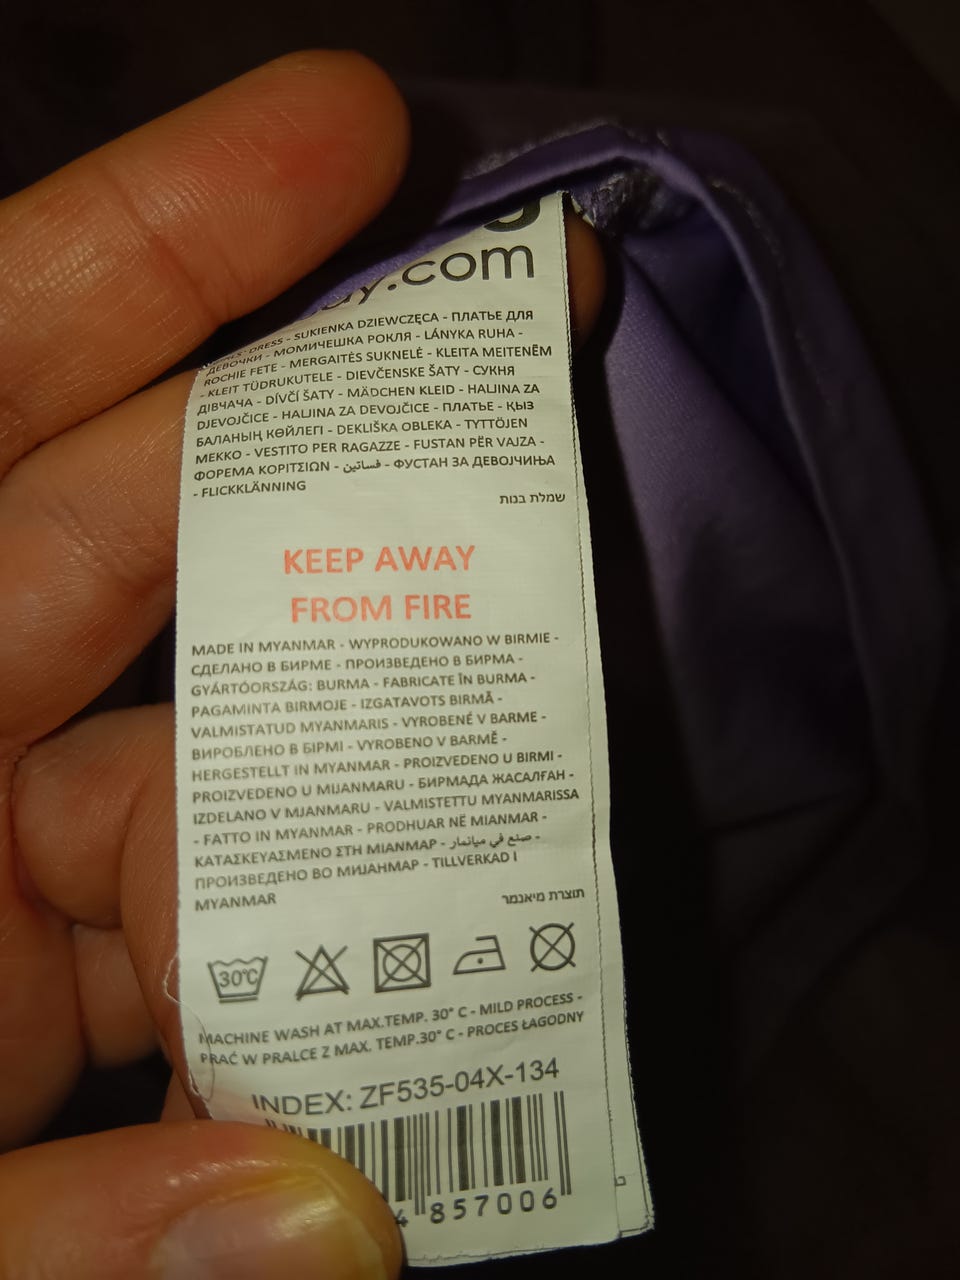 .com
DRESS - SUKIENKA DZIEWCZĘCA - ПЛАТЬЕ ДЛЯ
ДЕВОЧКИ - МОМИЧЕШКА РОКЛЯ - LÁNYKA RUHA -
ROCHIE FETE - MERGAITĖS SUKNELĖ - KLEITA MEITENĒM
- KLEIT TÜDRUKUTELE - DIEVČENSKE ŠATY - СУКНЯ
ДІВЧАЧА - DÍVČÍ ŠATY - MÄDCHEN KLEID - HALJINA ZA
DJEVOJČICE - HALJINA ZA DEVOJČICE - ПЛАТЬЕ - ҚЫЗ
БАЛАНЫҢ КӨЙЛЕГІ - DEKLIŠKA OBLEKA - TYTTÖJEN
MEKKO - VESTITO PER RAGAZZE - FUSTAN PËR VAJZA -
ΦΟΡΕΜΑ ΚΟΡΙΤΣΙΩΝ - فساتين - ФУСТАН ЗА ДЕВОЈЧИЊА
- FLICKKLÄNNING
שמלת בנות
KEEP AWAY
FROM FIRE
MADE IN MYANMAR - WYPRODUKOWANO W BIRMIE -
СДЕЛАНО В БИРМЕ - ПРОИЗВЕДЕНО В БИРМА -
GYÁRTÓORSZÁG: BURMA - FABRICATE ÎN BURMA -
PAGAMINTA BIRMOJE - IZGATAVOTS BIRMĀ -
VALMISTATUD MYANMARIS - VYROBENÉ V BARME -
ВИРОБЛЕНО В БІРМІ - VYROBENO V BARMĚ -
HERGESTELLT IN MYANMAR - PROIZVEDENO U BIRMI -
PROIZVEDENO U MIJANMARU - БИРМАДА ЖАСАЛҒАН -
IZDELANO V MJANMARU - VALMISTETTU MYANMARISSA
- FATTO IN MYANMAR - PRODHUAR NË MIANMAR -
ΚΑΤΑΣΚΕΥΑΣΜΕΝΟ ΣΤΗ ΜΙΑΝΜΑΡ - صنع في ميانمار -
ПРОИЗВЕДЕНО ВО МИЈАНМАР - TILLVERKAD I
MYANMAR
תוצרת מיאנמר
30°C
MACHINE WASH AT MAX.TEMP. 30° C - MILD PROCESS -
PRAĆ W PRALCE Z MAX. TEMP.30° C - PROCES ŁAGODNY
INDEX: ZF535-04X-134
4 857006